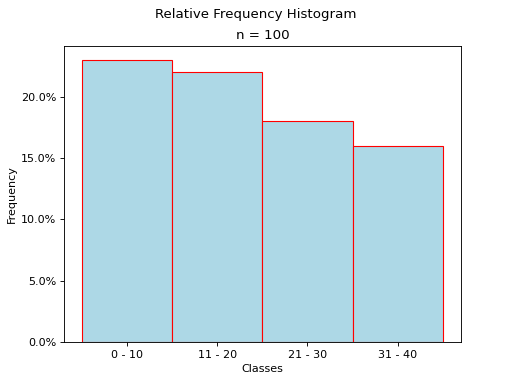 Relative Frequency Histogram
n = 100
20.0%
15.0%
10.0%
5.0%
0.0%
Frequency
0 - 10 11 - 20 21 - 30 31 - 40
Classes